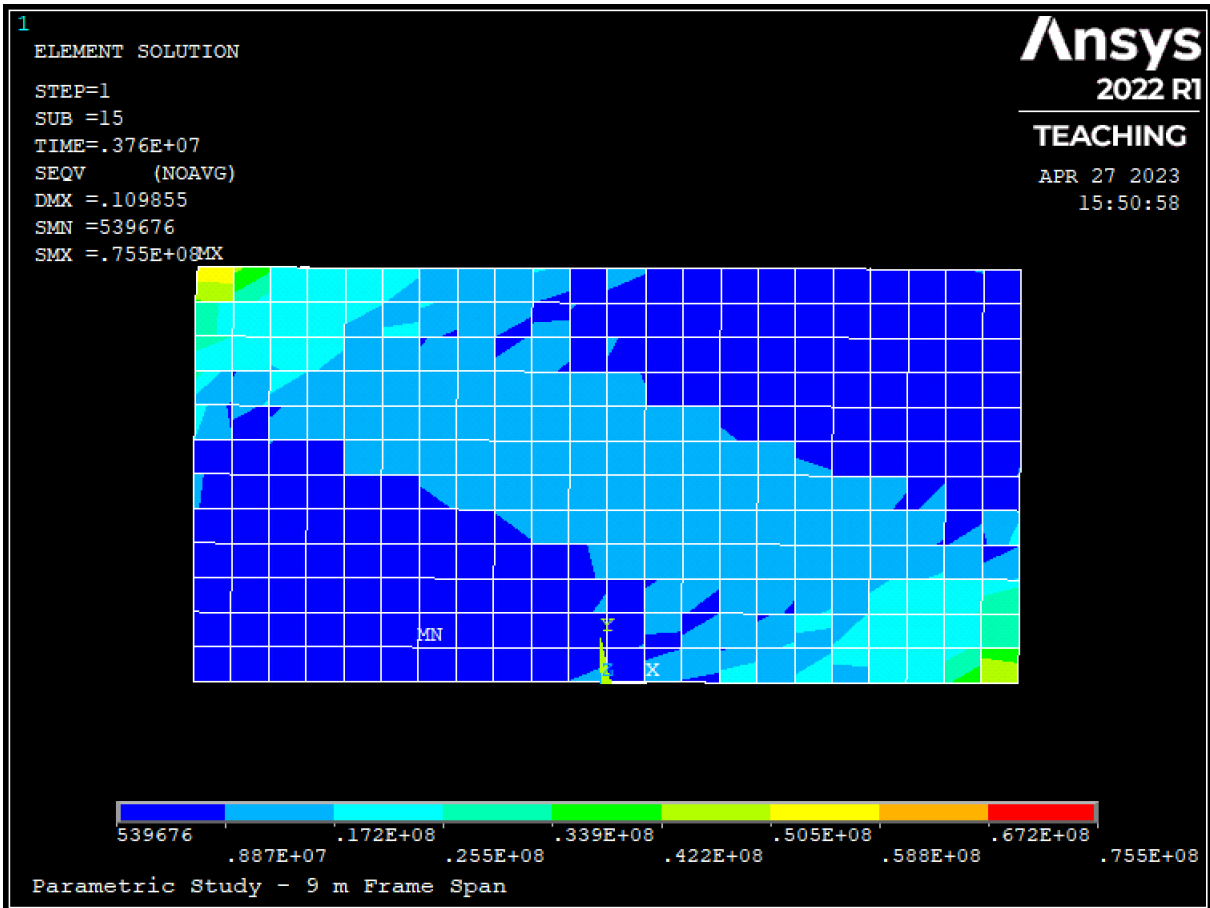 1
ELEMENT SOLUTION
STEP=1
SUB =15
TIME=.376E+07
SEQV (NOAVG)
DMX =.109855
SMN =539676
SMX =.755E+08
MX
Ansys
2022 R1
TEACHING
APR 27 2023
15:50:58
MN
Y
Z X
539676 .172E+08 .339E+08 .505E+08 .672E+08
.887E+07 .255E+08 .422E+08 .588E+08 .755E+08
Parametric Study - 9 m Frame Span